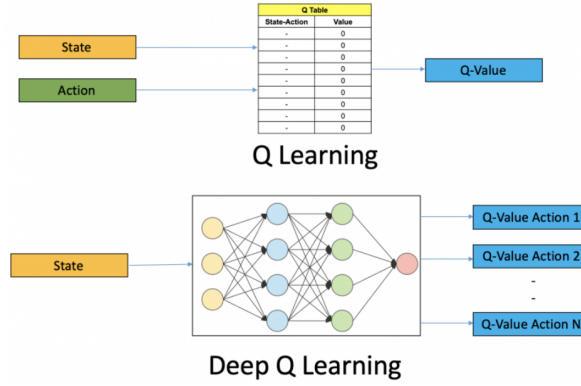 Q Table
State-Action Value
- 0
- 0
- 0
- 0
- 0
- 0
- 0
- 0
- 0
State
Action
Q-Value
Q Learning
State
Q-Value Action 1
Q-Value Action 2
-
-
Q-Value Action N
Deep Q Learning